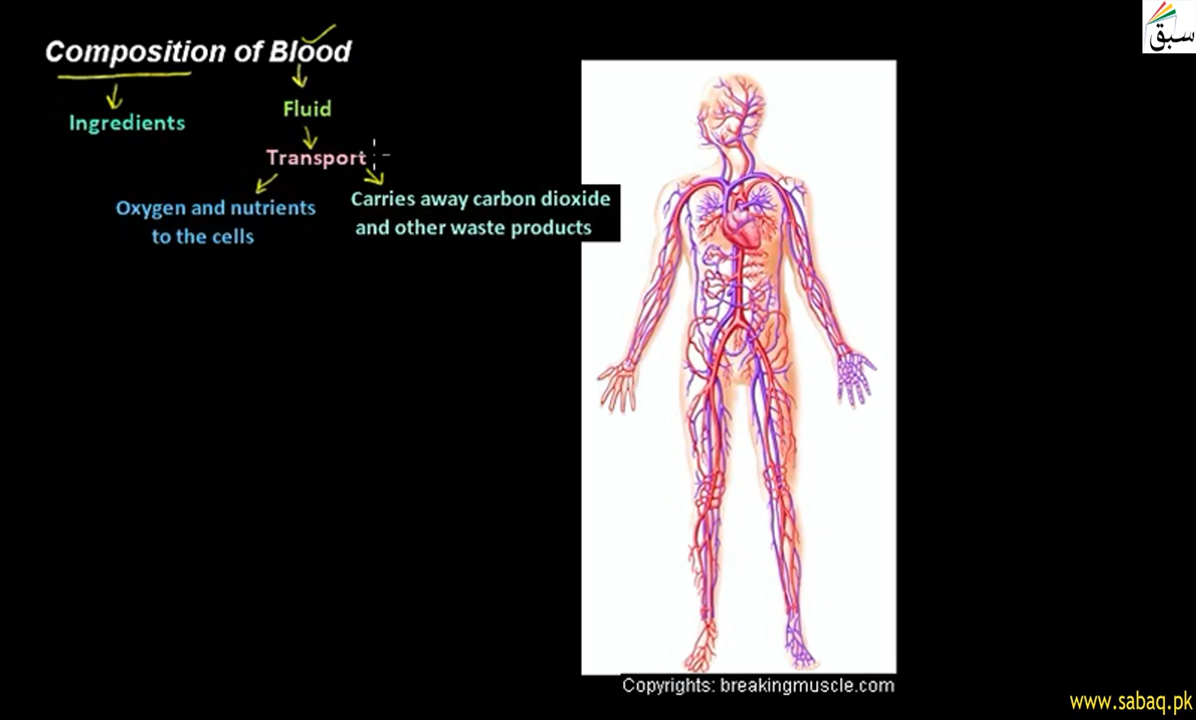 سبق
Composition of Blood
Ingredients
Fluid
Transport
Oxygen and nutrients
to the cells
Carries away carbon dioxide
and other waste products
Copyrights: breakingmuscle.com
www.sabaq.pk